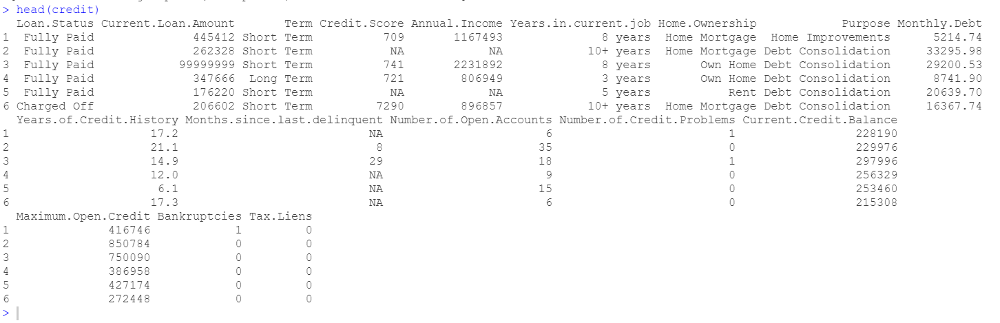 > head(credit)
Loan.Status Current.Loan.Amount Term Credit.Score Annual.Income Years.in.current.job Home.Ownership Purpose Monthly.Debt
1 Fully Paid 445412 Short Term 709 1167493 8 years Home Mortgage Home Improvements 5214.74
2 Fully Paid 262328 Short Term NA NA 10+ years Home Mortgage Debt Consolidation 33295.98
3 Fully Paid 99999999 Short Term 741 2231892 8 years Own Home Debt Consolidation 29200.53
4 Fully Paid 347666 Long Term 721 806949 3 years Own Home Debt Consolidation 8741.90
5 Fully Paid 176220 Short Term NA NA 5 years Rent Debt Consolidation 20639.70
6 Charged Off 206602 Short Term 7290 896857 10+ years Home Mortgage Debt Consolidation 16367.74
Years.of.Credit.History Months.since.last.delinquent Number.of.Open.Accounts Number.of.Credit.Problems Current.Credit.Balance
1 17.2 NA 6 1 228190
2 21.1 8 35 0 229976
3 14.9 29 18 1 297996
4 12.0 NA 9 0 256329
5 6.1 NA 15 0 253460
6 17.3 NA 6 0 215308
Maximum.Open.Credit Bankruptcies Tax.Liens
1 416746 1 0
2 850784 0 0
3 750090 0 0
4 386958 0 0
5 427174 0 0
6 272448 0 0
>